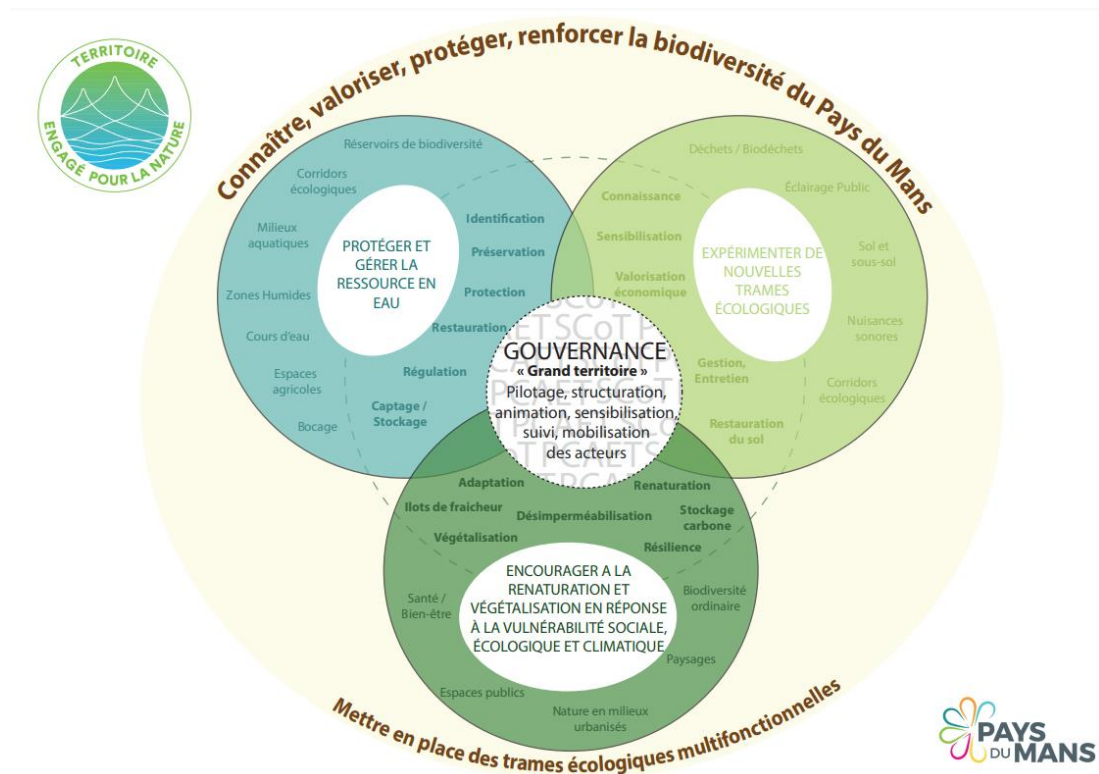 Connaître, valoriser, protéger, renforcer la biodiversité du Pays du Mans
TERRITOIRE
ENGAGÉ POUR LA NATURE
Réservoirs de biodiversité
Corridors
écologiques
Milieux
aquatiques
Zones Humides
Cours d'eau
Espaces
agricoles
Bocage
PROTÉGER ET
GÉRER LA
RESSOURCE EN
EAU
Identification
Préservation
Protection
Restauration
Régulation
Captage /
Stockage
Déchets / Biodéchets
Éclairage Public
Sol et
sous-sol
Nuisances
sonores
Corridors
écologiques
EXPÉRIMENTER DE
NOUVELLES
TRAMES
ÉCOLOGIQUES
Connaissance
Sensibilisation
Valorisation
économique
Gestion,
Entretien
Restauration
du sol
GOUVERNANCE
« Grand territoire »
Pilotage, structuration,
animation, sensibilisation,
suivi, mobilisation
des acteurs
SCoT
PCAET
Adaptation
Renaturation
Ilots de fraicheur
Désimperméabilisation
Stockage
carbone
Végétalisation
Résilience
ENCOURAGER A LA
RENATURATION ET
VÉGÉTALISATION EN RÉPONSE
À LA VULNÉRABILITÉ SOCIALE,
ÉCOLOGIQUE ET CLIMATIQUE
Santé /
Bien-être
Biodiversité
ordinaire
Paysages
Espaces publics
Nature en milieux
urbanisés
Mettre en place des trames écologiques multifonctionnelles
PAYS
DU MANS